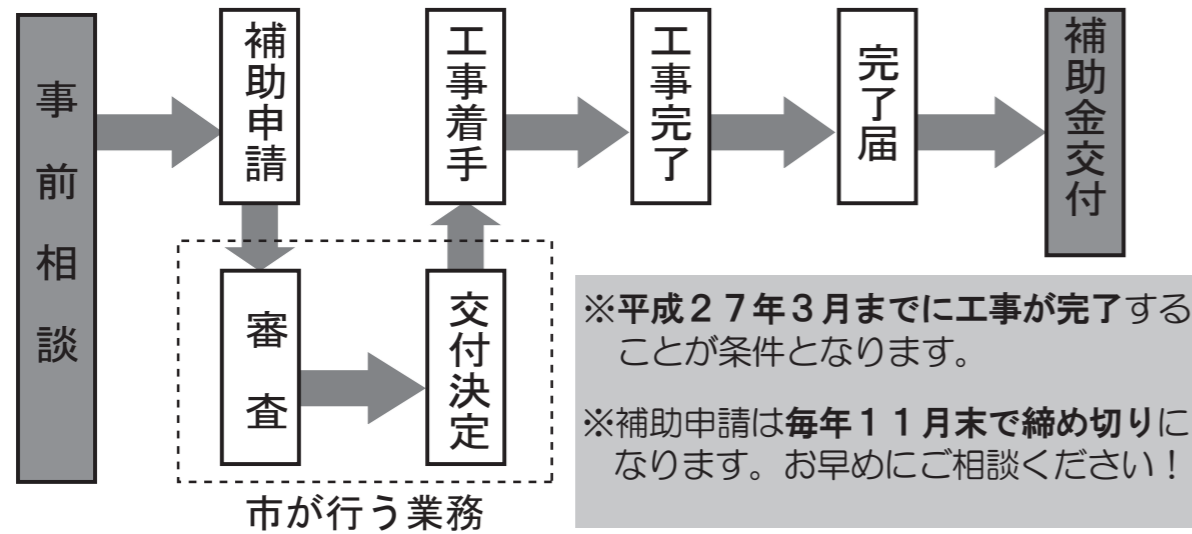 事前相談
補助申請
審査
交付決定
工事着手
工事完了
完了届
補助金交付
市が行う業務
※平成27年3月までに工事が完了する
ことが条件となります。
※補助申請は毎年11月末で締め切りに
なります。お早めにご相談ください！